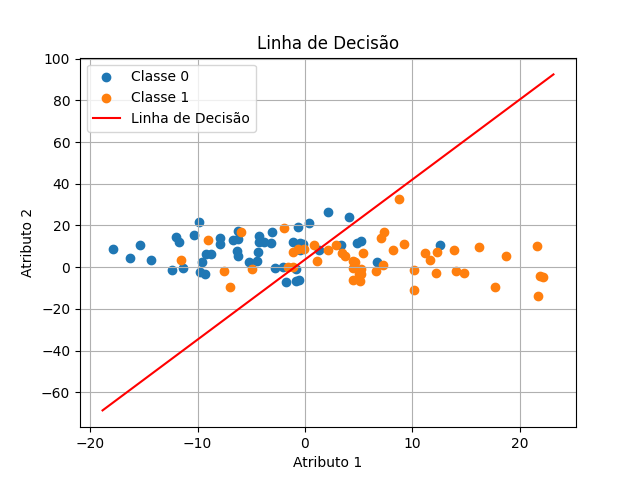 Linha de Decisão
Classe 0
Classe 1
Linha de Decisão
100
80
60
40
20
0
−20
−40
−60
Atributo 2
−20
−10
0
10
20
Atributo 1